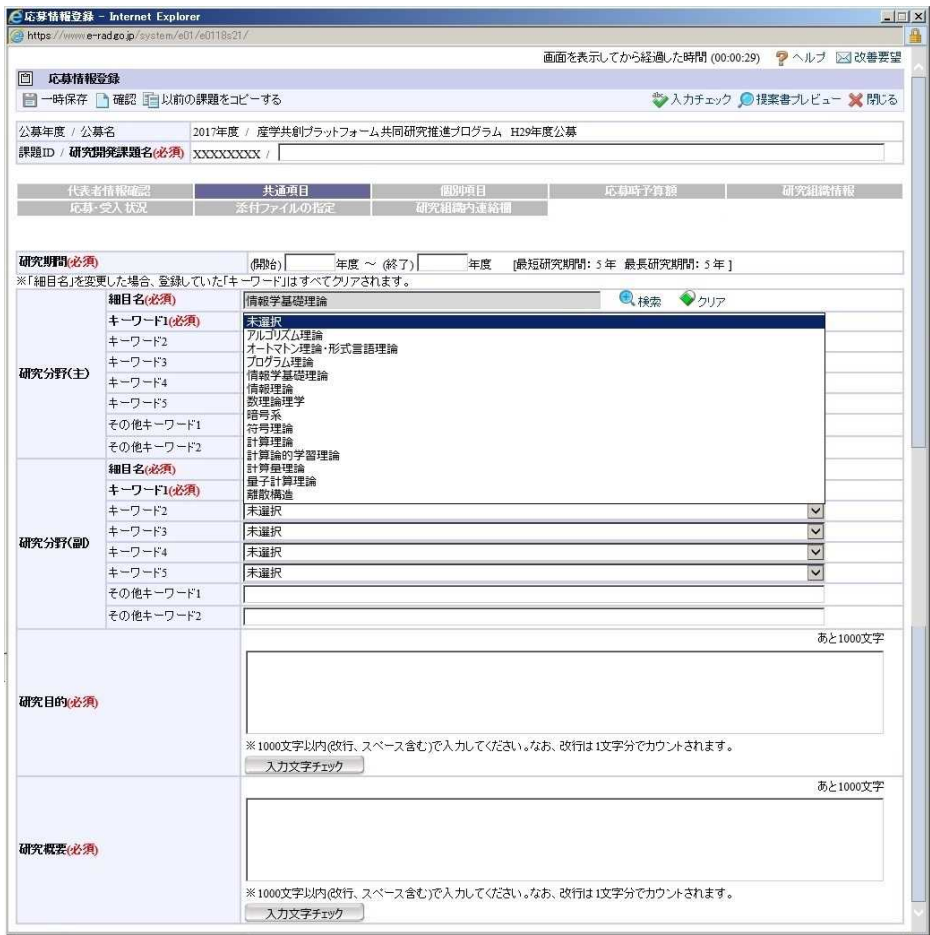 応募情報登録 - Internet Explorer
https://www.e-rad.go.jp/system/e01/e0118s21/
画面を表示してから経過した時間 (00:00:29) ヘルプ 改善要望
応募情報登録
一時保存 確認 以前の課題をコピーする 入力チェック 提案書プレビュー 閉じる
公募年度 / 公募名 2017年度 / 産学共創プラットフォーム共同研究推進プログラム H29年度公募
課題ID / 研究開発課題名(必須) XXXXXXXX /
代表者情報確認 共通項目 個別項目 応募時予算額 研究組織情報
応募・受入状況 添付ファイルの指定 研究組織内連絡欄
研究期間(必須) (開始) 年度 ～ (終了) 年度 [最短研究期間: 5 年 最長研究期間: 5 年 ]
※「細目名」を変更した場合、登録していた「キーワード」はすべてクリアされます。
研究分野(主)
細目名(必須) 情報学基礎理論 検索 クリア
キーワード1(必須)
キーワード2
キーワード3
キーワード4
キーワード5
その他キーワード1
その他キーワード2
未選択
アルゴリズム理論
オートマトン理論・形式言語理論
プログラム理論
情報学基礎理論
情報理論
数理論理学
暗号系
符号理論
計算理論
計算論的学習理論
計算量理論
量子計算理論
離散構造
研究分野(副)
細目名(必須)
キーワード1(必須)
キーワード2 未選択
キーワード3 未選択
キーワード4 未選択
キーワード5 未選択
その他キーワード1
その他キーワード2
あと1000文字
研究目的(必須)
※1000文字以内(改行、スペース含む)で入力してください。なお、改行は1文字分でカウントされます。
入力文字チェック
あと1000文字
研究概要(必須)
※1000文字以内(改行、スペース含む)で入力してください。なお、改行は1文字分でカウントされます。
入力文字チェック